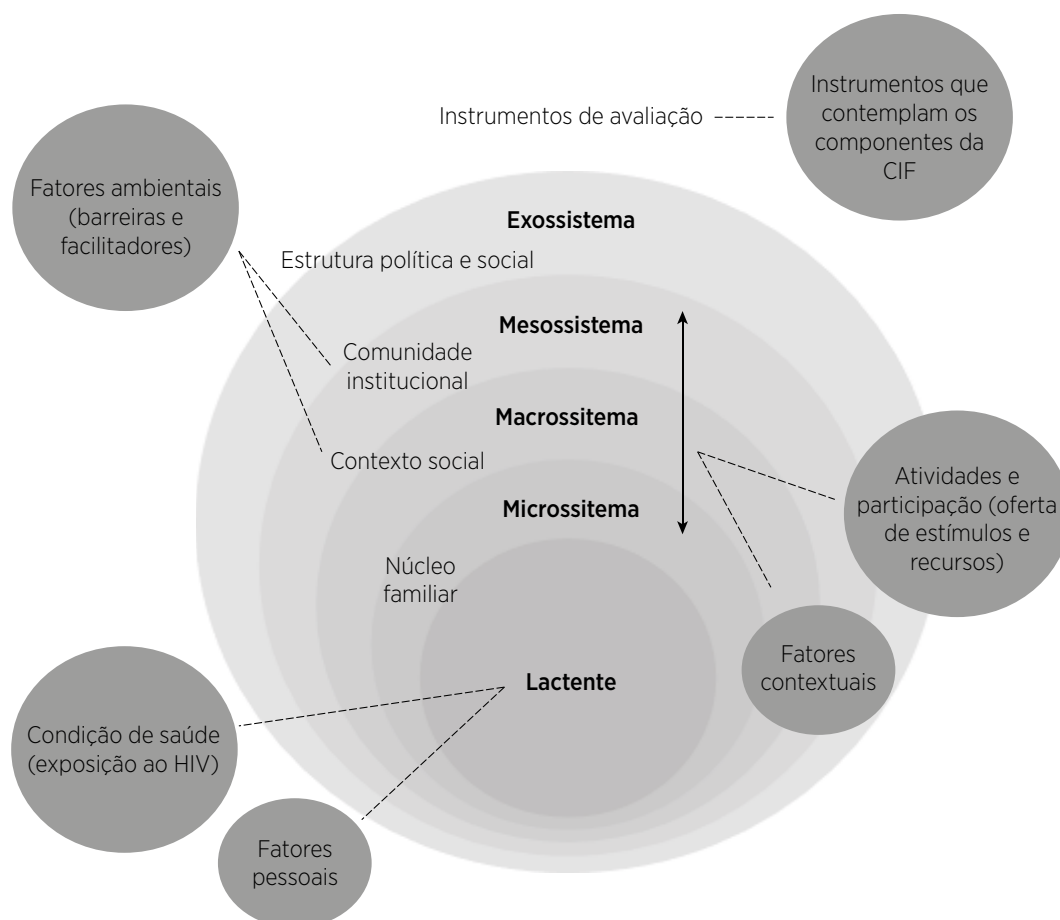 Instrumentos que
contemplam os
componentes da
CIF
Instrumentos de avaliação
Fatores ambientais
(barreiras e
facilitadores)
Exossistema
Estrutura política e social
Mesossistema
Comunidade
institucional
Macrossitema
Contexto social
Microssitema
Atividades e
participação (oferta
de estímulos e
recursos)
Núcleo
familiar
Fatores
contextuais
Lactente
Condição de saúde
(exposição ao HIV)
Fatores
pessoais